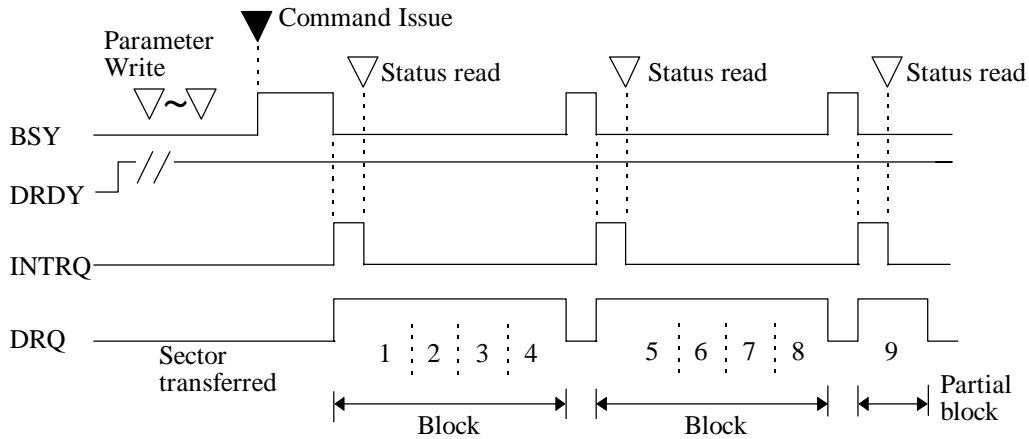 Command Issue
Parameter
Write
Status read
Status read
Status read
BSY
DRDY
INTRQ
DRQ
1 2 3 4
5 6 7 8
9
Sector
transferred
Block
Block
Partial
block